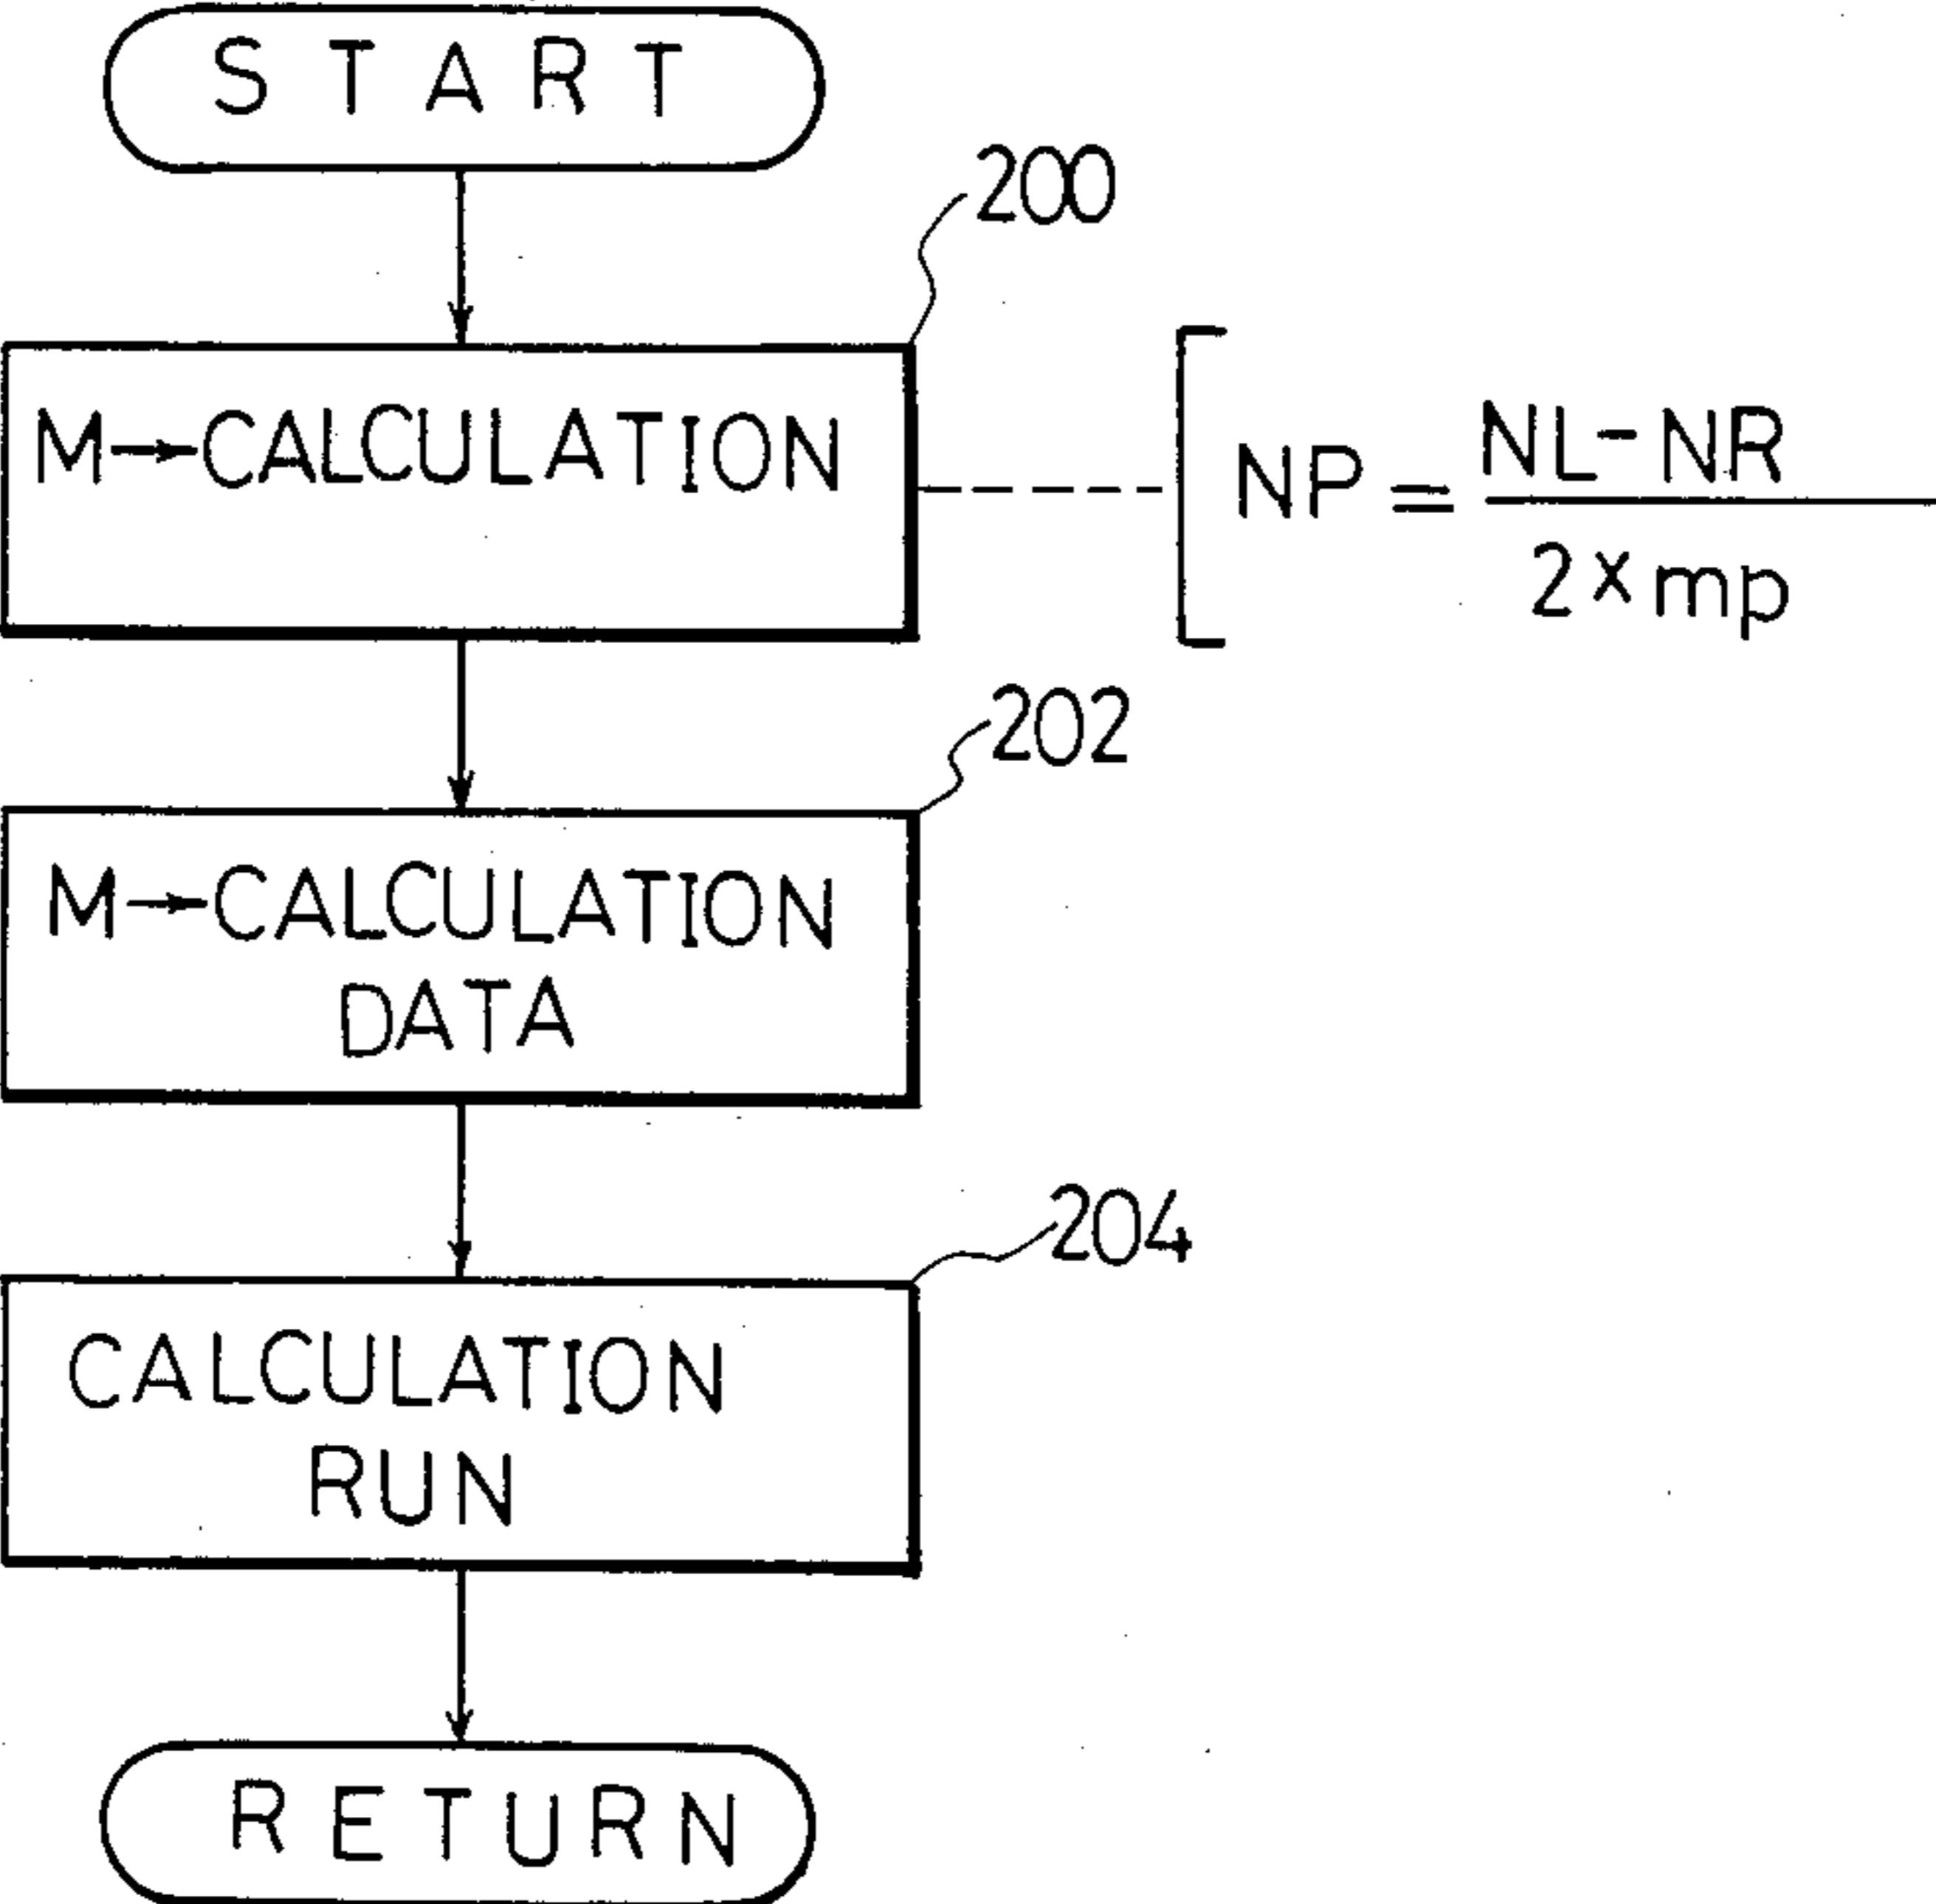 START
200
M→CALCULATION
NP = NL-NR / 2×mp
202
M→CALCULATION
DATA
204
CALCULATION
RUN
RETURN